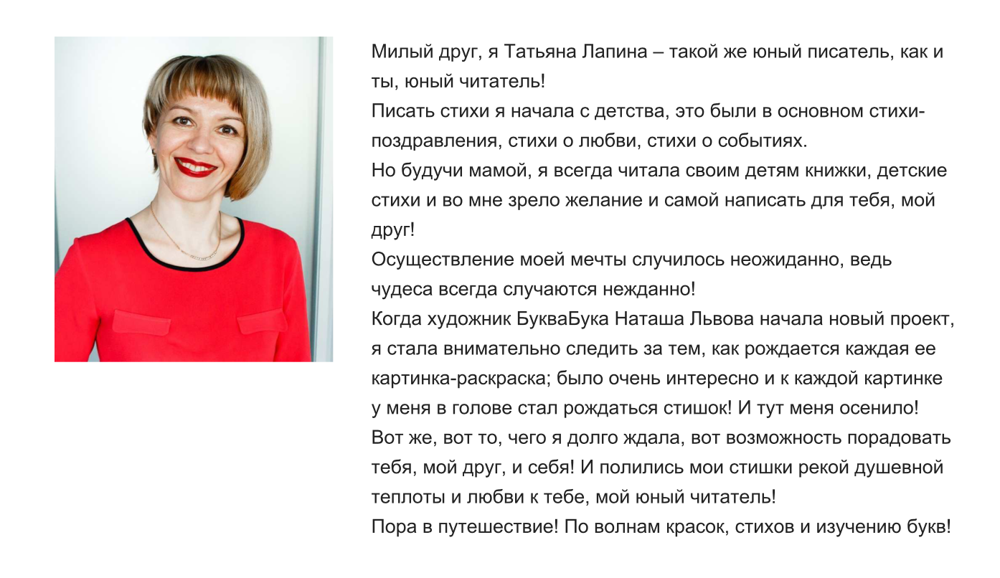 Милый друг, я Татьяна Лапина – такой же юный писатель, как и
ты, юный читатель!
Писать стихи я начала с детства, это были в основном стихи-
поздравления, стихи о любви, стихи о событиях.
Но будучи мамой, я всегда читала своим детям книжки, детские
стихи и во мне зрело желание и самой написать для тебя, мой
друг!
Осуществление моей мечты случилось неожиданно, ведь
чудеса всегда случаются нежданно!
Когда художник БукваБука Наташа Львова начала новый проект,
я стала внимательно следить за тем, как рождается каждая ее
картинка-раскраска; было очень интересно и к каждой картинке
у меня в голове стал рождаться стишок! И тут меня осенило!
Вот же, вот то, чего я долго ждала, вот возможность порадовать
тебя, мой друг, и себя! И полились мои стишки рекой душевной
теплоты и любви к тебе, мой юный читатель!
Пора в путешествие! По волнам красок, стихов и изучению букв!